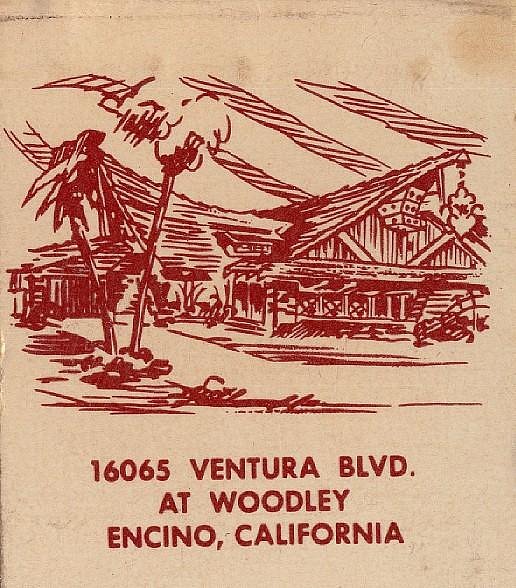 16065 VENTURA BLVD.
AT WOODLEY
ENCINO, CALIFORNIA